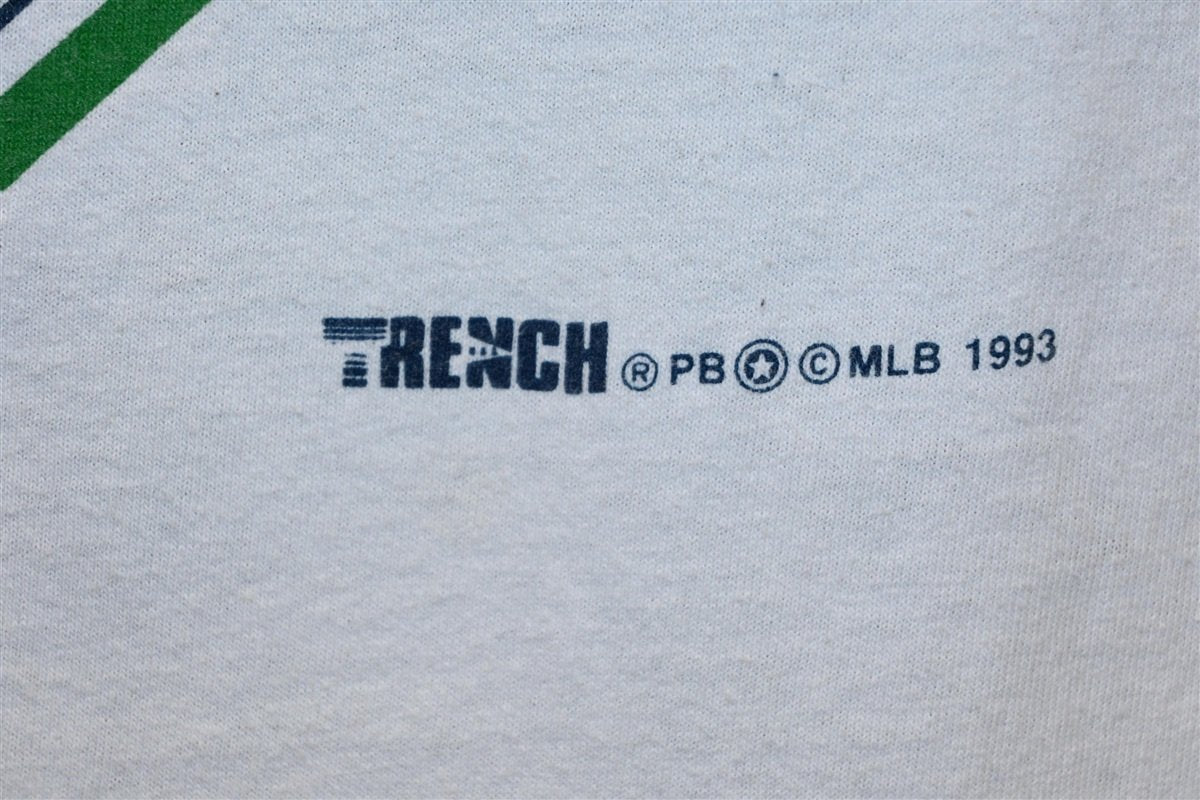 TRENCH ® PB ✪ © MLB 1993